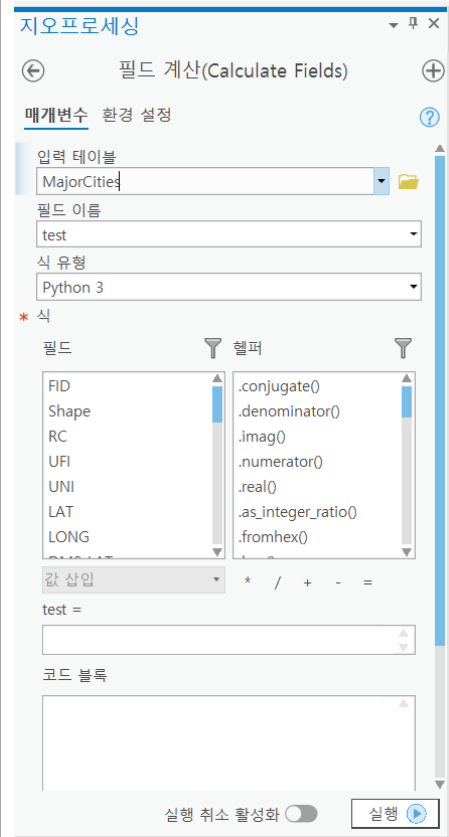 지오프로세싱
필드 계산(Calculate Fields)
매개변수 환경 설정
입력 테이블
MajorCities
필드 이름
test
식 유형
Python 3
* 식
필드
FID
Shape
RC
UFI
UNI
LAT
LONG
헬퍼
.conjugate()
.denominator()
.imag()
.numerator()
.real()
.as_integer_ratio()
.fromhex()
값 삽입
* / + - =
test =
코드 블록
실행 취소 활성화
실행